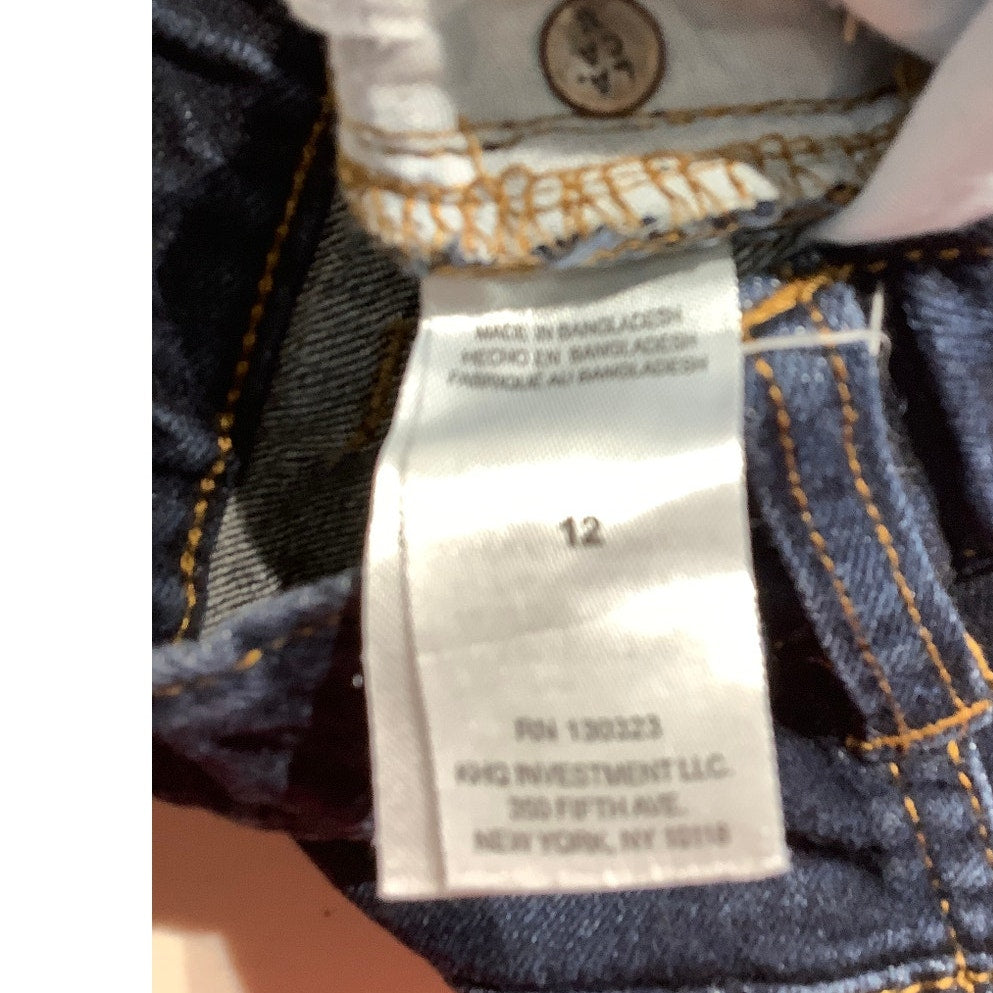 MADE IN BANGLADESH
HECHO EN BANGLADESH
FABRIQUÉ AU BANGLADESH
12
RN 130323
KHQ INVESTMENT LLC.
350 FIFTH AVE.
NEW YORK, NY 10118